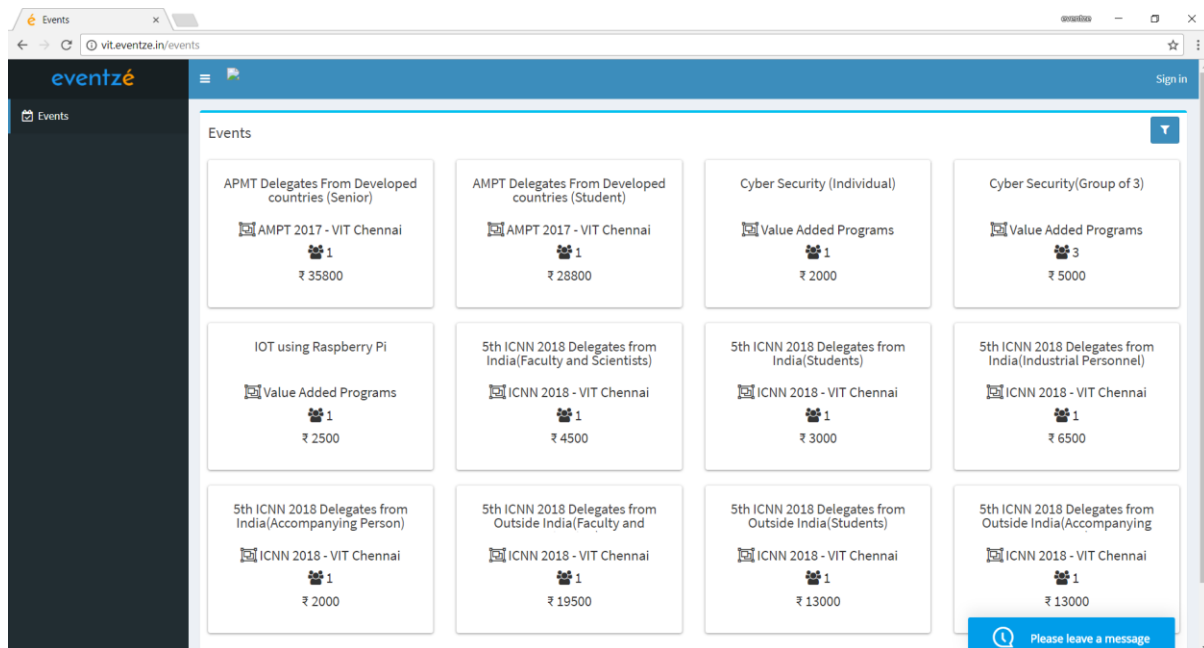 Events
eventze
vit.eventze.in/events
eventzé
Sign in
Events
Events
APMT Delegates From Developed
countries (Senior)
AMPT 2017 - VIT Chennai
1
₹ 35800
AMPT Delegates From Developed
countries (Student)
AMPT 2017 - VIT Chennai
1
₹ 28800
Cyber Security (Individual)
Value Added Programs
1
₹ 2000
Cyber Security(Group of 3)
Value Added Programs
3
₹ 5000
IOT using Raspberry Pi
Value Added Programs
1
₹ 2500
5th ICNN 2018 Delegates from
India(Faculty and Scientists)
ICNN 2018 - VIT Chennai
1
₹ 4500
5th ICNN 2018 Delegates from
India(Students)
ICNN 2018 - VIT Chennai
1
₹ 3000
5th ICNN 2018 Delegates from
India(Industrial Personnel)
ICNN 2018 - VIT Chennai
1
₹ 6500
5th ICNN 2018 Delegates from
India(Accompanying Person)
ICNN 2018 - VIT Chennai
1
₹ 2000
5th ICNN 2018 Delegates from
Outside India(Faculty and
ICNN 2018 - VIT Chennai
1
₹ 19500
5th ICNN 2018 Delegates from
Outside India(Students)
ICNN 2018 - VIT Chennai
1
₹ 13000
5th ICNN 2018 Delegates from
Outside India(Accompanying
ICNN 2018 - VIT Chennai
1
₹ 13000
Please leave a message